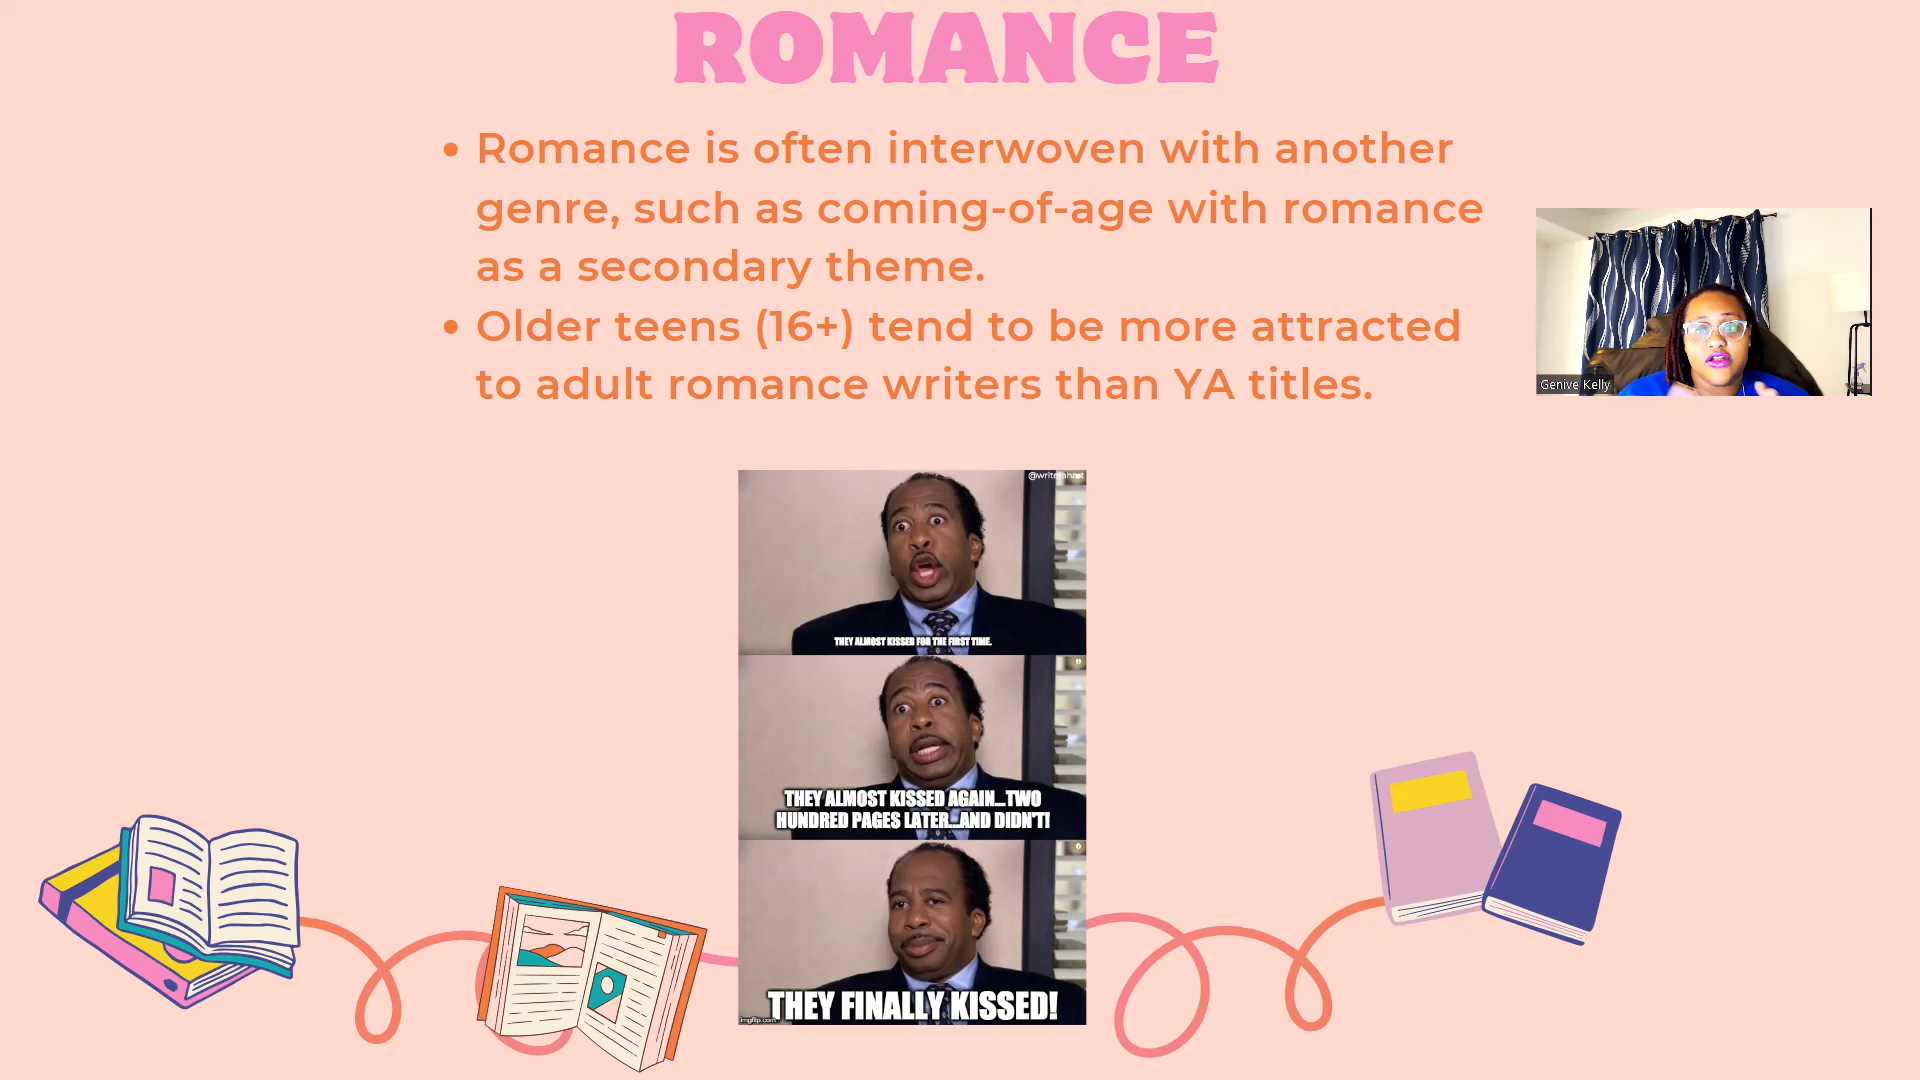 ROMANCE
• Romance is often interwoven with another
genre, such as coming-of-age with romance
as a secondary theme.
• Older teens (16+) tend to be more attracted
to adult romance writers than YA titles.
Genive Kelly
THEY ALMOST KISSED FOR THE FIRST TIME.
THEY ALMOST KISSED AGAIN...TWO
HUNDRED PAGES LATER...AND DIDN'T!
THEY FINALLY KISSED!
imgflip.com